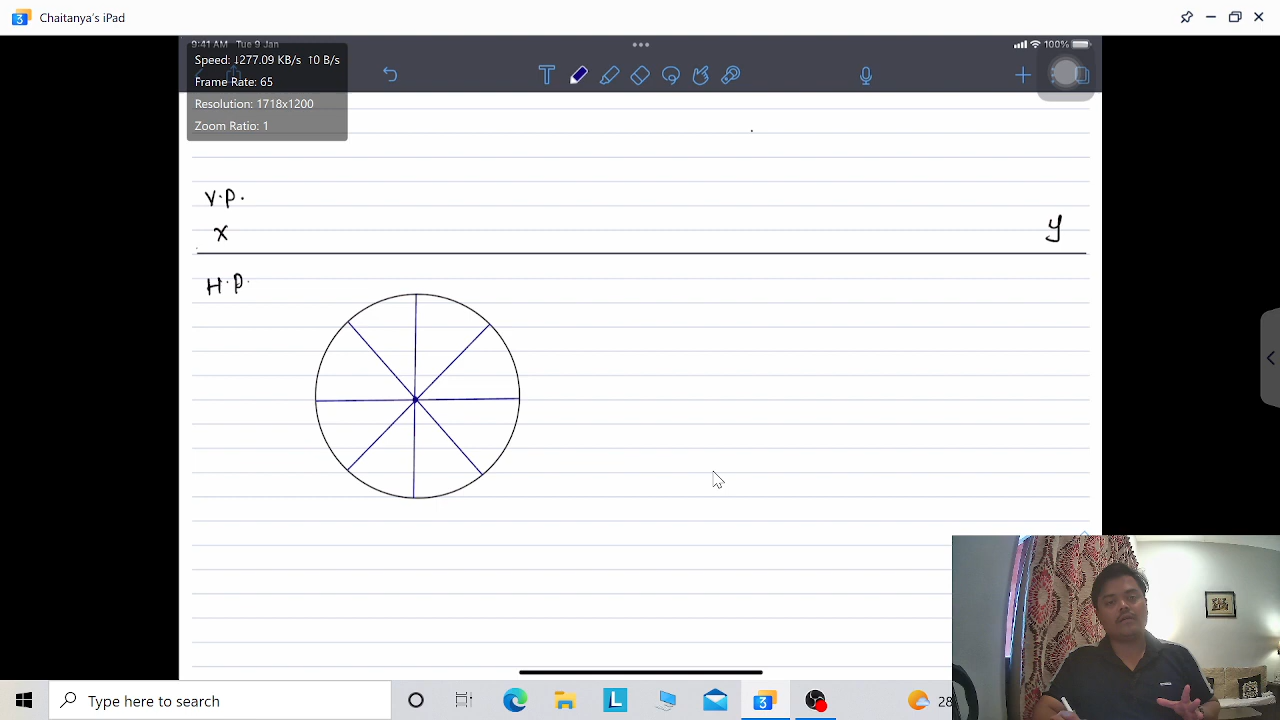 Chaitanya's iPad
9:41 AM Tue 9 Jan
100%
Speed: ↓277.09 KB/s 10 B/s
Frame Rate: 65
Resolution: 1718x1200
Zoom Ratio: 1
V.P.
x
y
H.P.
Type here to search
28